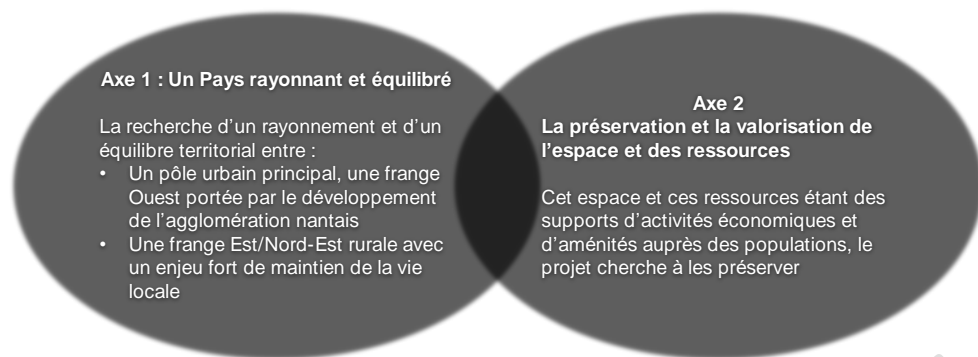 Axe 1 : Un Pays rayonnant et équilibré
La recherche d'un rayonnement et d'un
équilibre territorial entre :
• Un pôle urbain principal, une frange
Ouest portée par le développement
de l'agglomération nantais
• Une frange Est/Nord-Est rurale avec
un enjeu fort de maintien de la vie
locale
Axe 2
La préservation et la valorisation de
l'espace et des ressources
Cet espace et ces ressources étant des
supports d'activités économiques et
d'aménités auprès des populations, le
projet cherche à les préserver